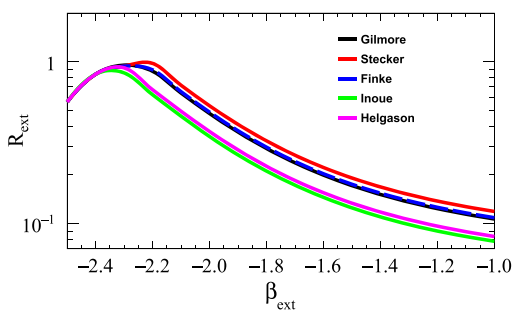 Gilmore
Stecker
Finke
Inoue
Helgason
1
10⁻¹
R_ext
−2.4 −2.2 −2.0 −1.8 −1.6 −1.4 −1.2 −1.0
β_ext